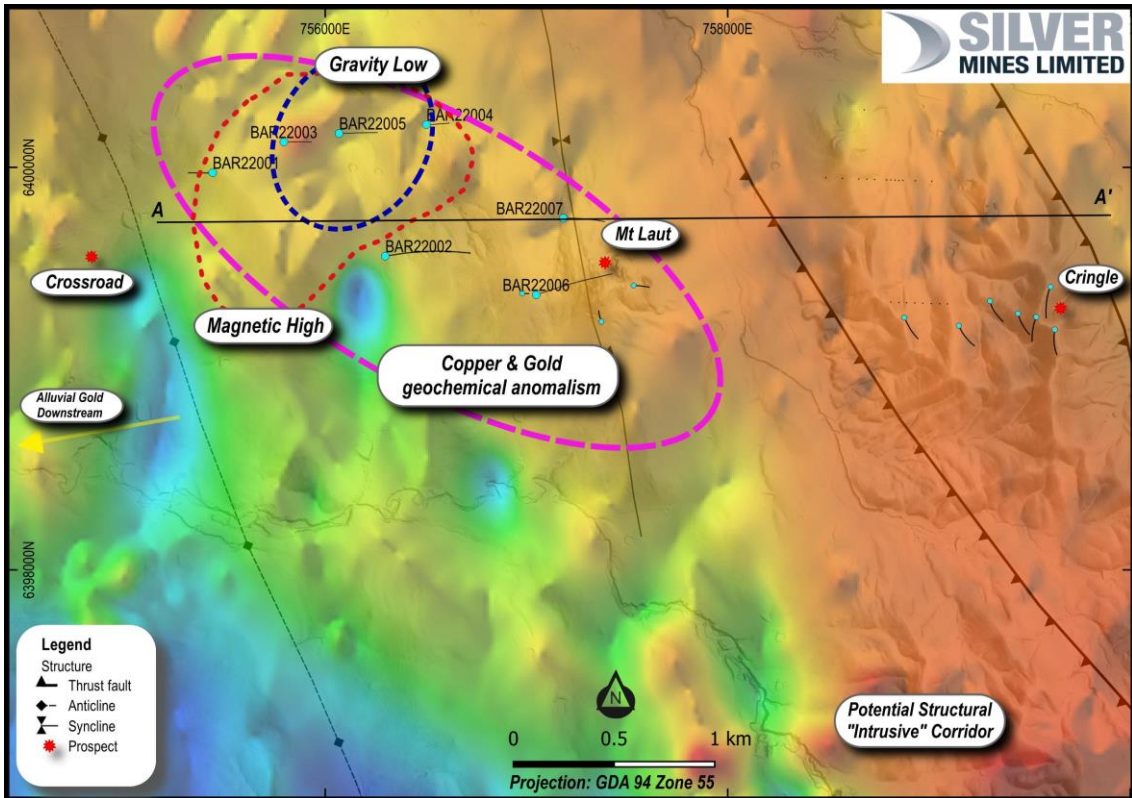 756000E
758000E
SILVER
MINES LIMITED
Gravity Low
BAR22004
BAR22005
BAR22003
6400000N
BAR22001
A
A'
BAR22007
Mt Laut
BAR22002
Crossroad
BAR22006
Cringle
Magnetic High
Copper & Gold
geochemical anomalism
Alluvial Gold
Downstream
6398000N
Legend
Structure
Thrust fault
Anticline
Syncline
Prospect
N
0 0.5 1 km
Projection: GDA 94 Zone 55
Potential Structural
"Intrusive" Corridor